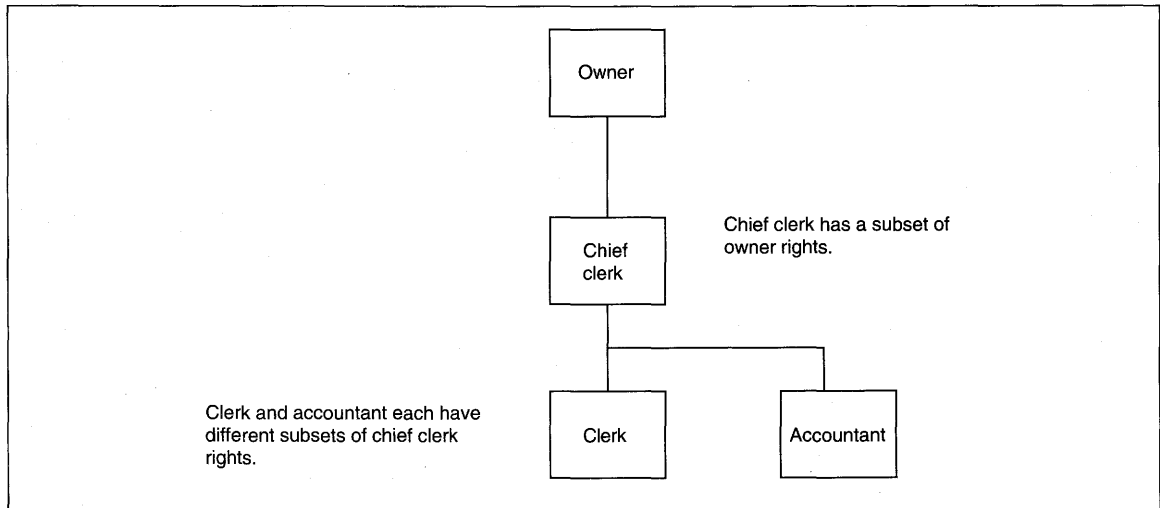 Owner
Chief clerk has a subset of
owner rights.
Chief
clerk
Clerk and accountant each have
different subsets of chief clerk
rights.
Clerk
Accountant